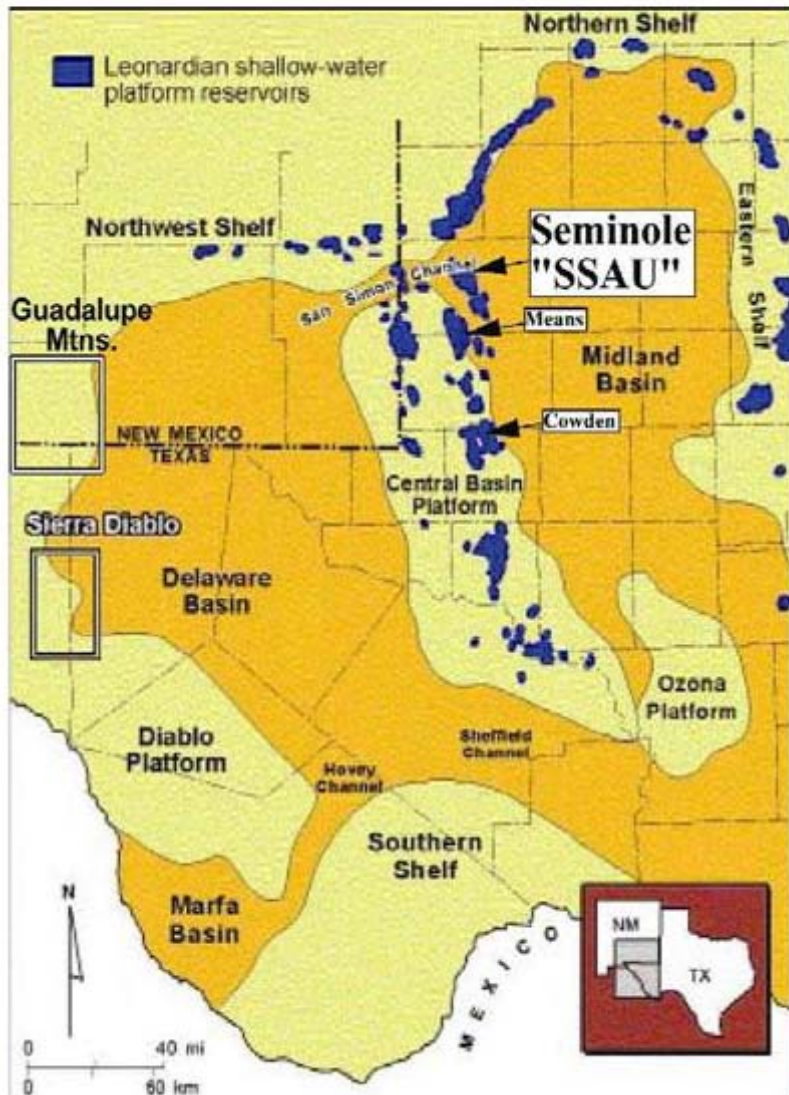 Northern Shelf
Leonardian shallow-water
platform reservoirs
Northwest Shelf
Eastern Shelf
Seminole
"SSAU"
San Simon Channel
Guadalupe
Mtns.
Means
Midland
Basin
Cowden
NEW MEXICO
TEXAS
Central Basin
Platform
Sierra Diablo
Delaware
Basin
Ozona
Platform
Diablo
Platform
Sheffield
Channel
Hovey
Channel
Southern
Shelf
Marfa
Basin
N
MEXICO
NM
TX
0 40 mi
0 60 km